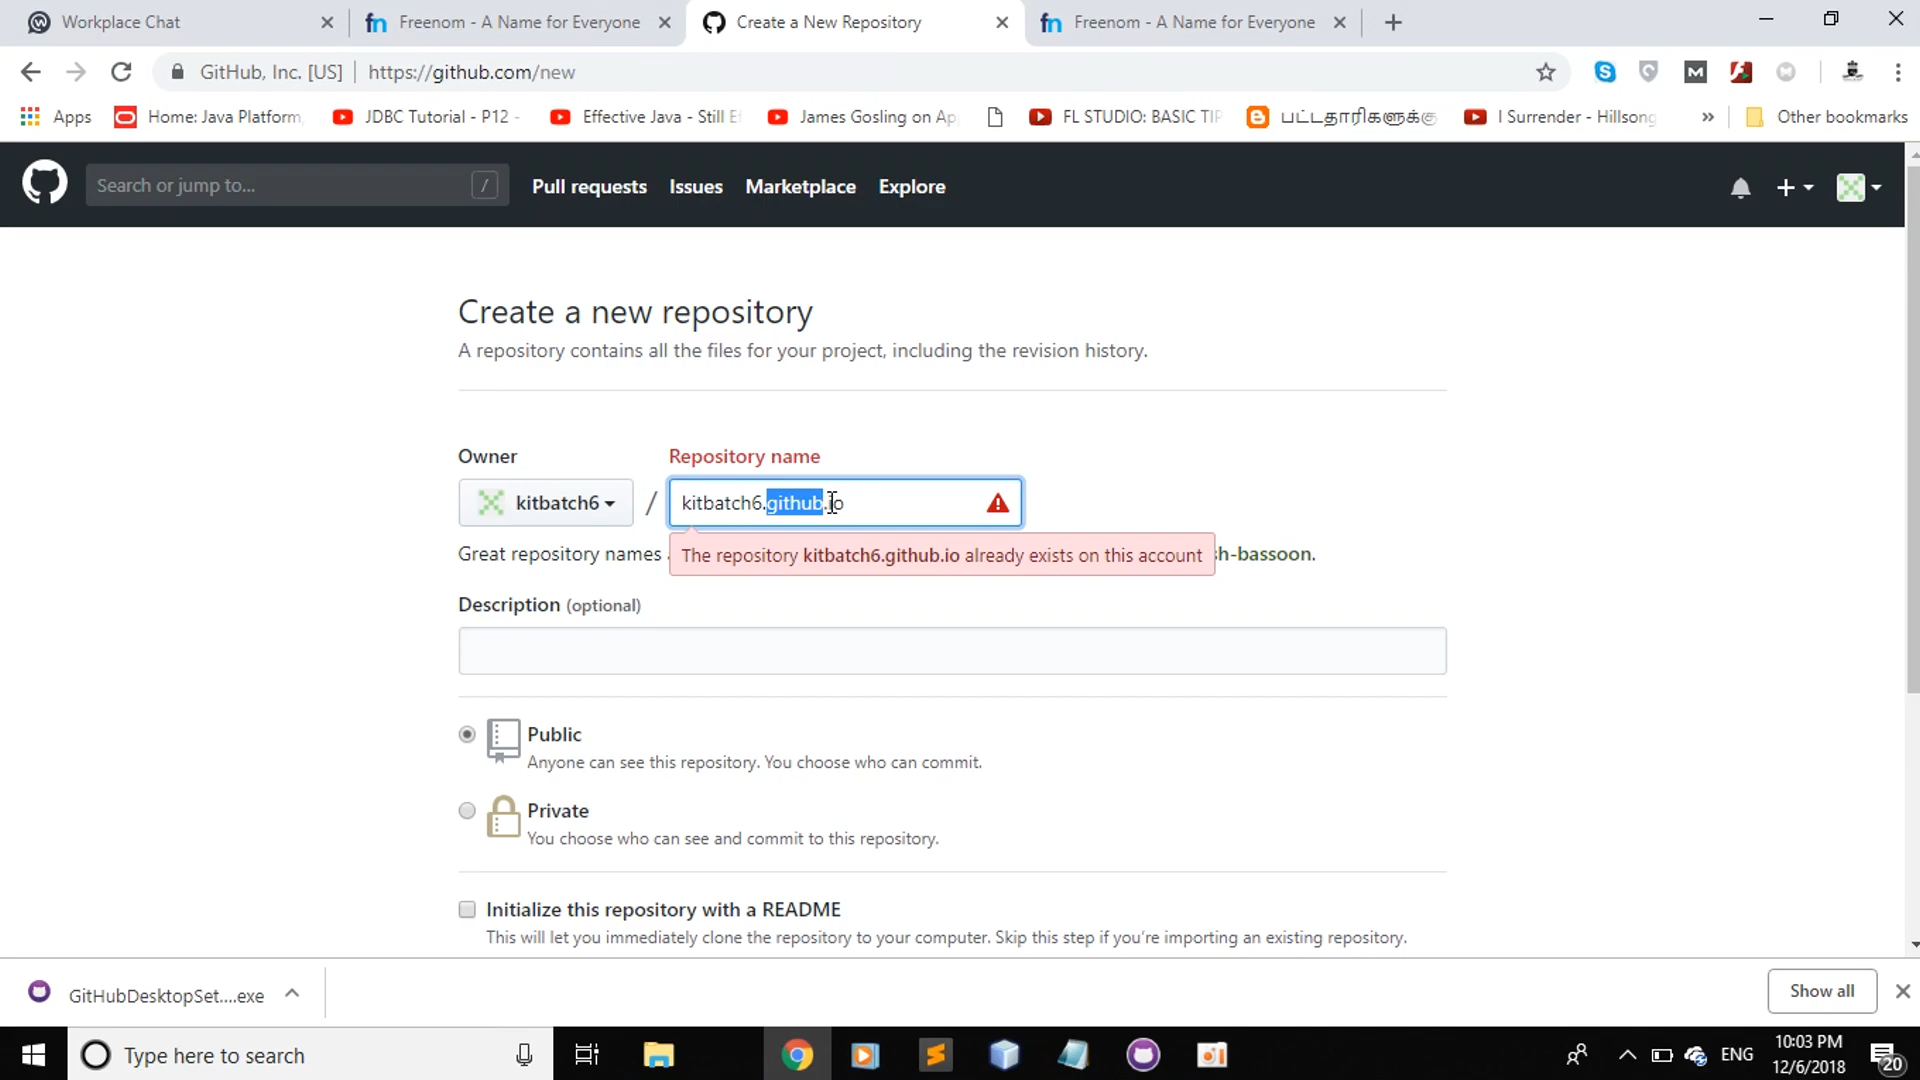 Workplace Chat
Freenom - A Name for Everyone
Create a New Repository
Freenom - A Name for Everyone
GitHub, Inc. [US]
https://github.com/new
Apps
Home: Java Platform,
JDBC Tutorial - P12 -
Effective Java - Still E
James Gosling on Ap
FL STUDIO: BASIC TIP
பட்டதாரிகளுக்கு
I Surrender - Hillsong
»
Other bookmarks
Search or jump to...
/
Pull requests
Issues
Marketplace
Explore
Create a new repository
A repository contains all the files for your project, including the revision history.
Owner
Repository name
kitbatch6
/
kitbatch6.github.io
Great repository names
The repository kitbatch6.github.io already exists on this account
sh-bassoon.
Description (optional)
Public
Anyone can see this repository. You choose who can commit.
Private
You choose who can see and commit to this repository.
Initialize this repository with a README
This will let you immediately clone the repository to your computer. Skip this step if you're importing an existing repository.
GitHubDesktopSet....exe
Show all
Type here to search
ENG
10:03 PM
12/6/2018
20